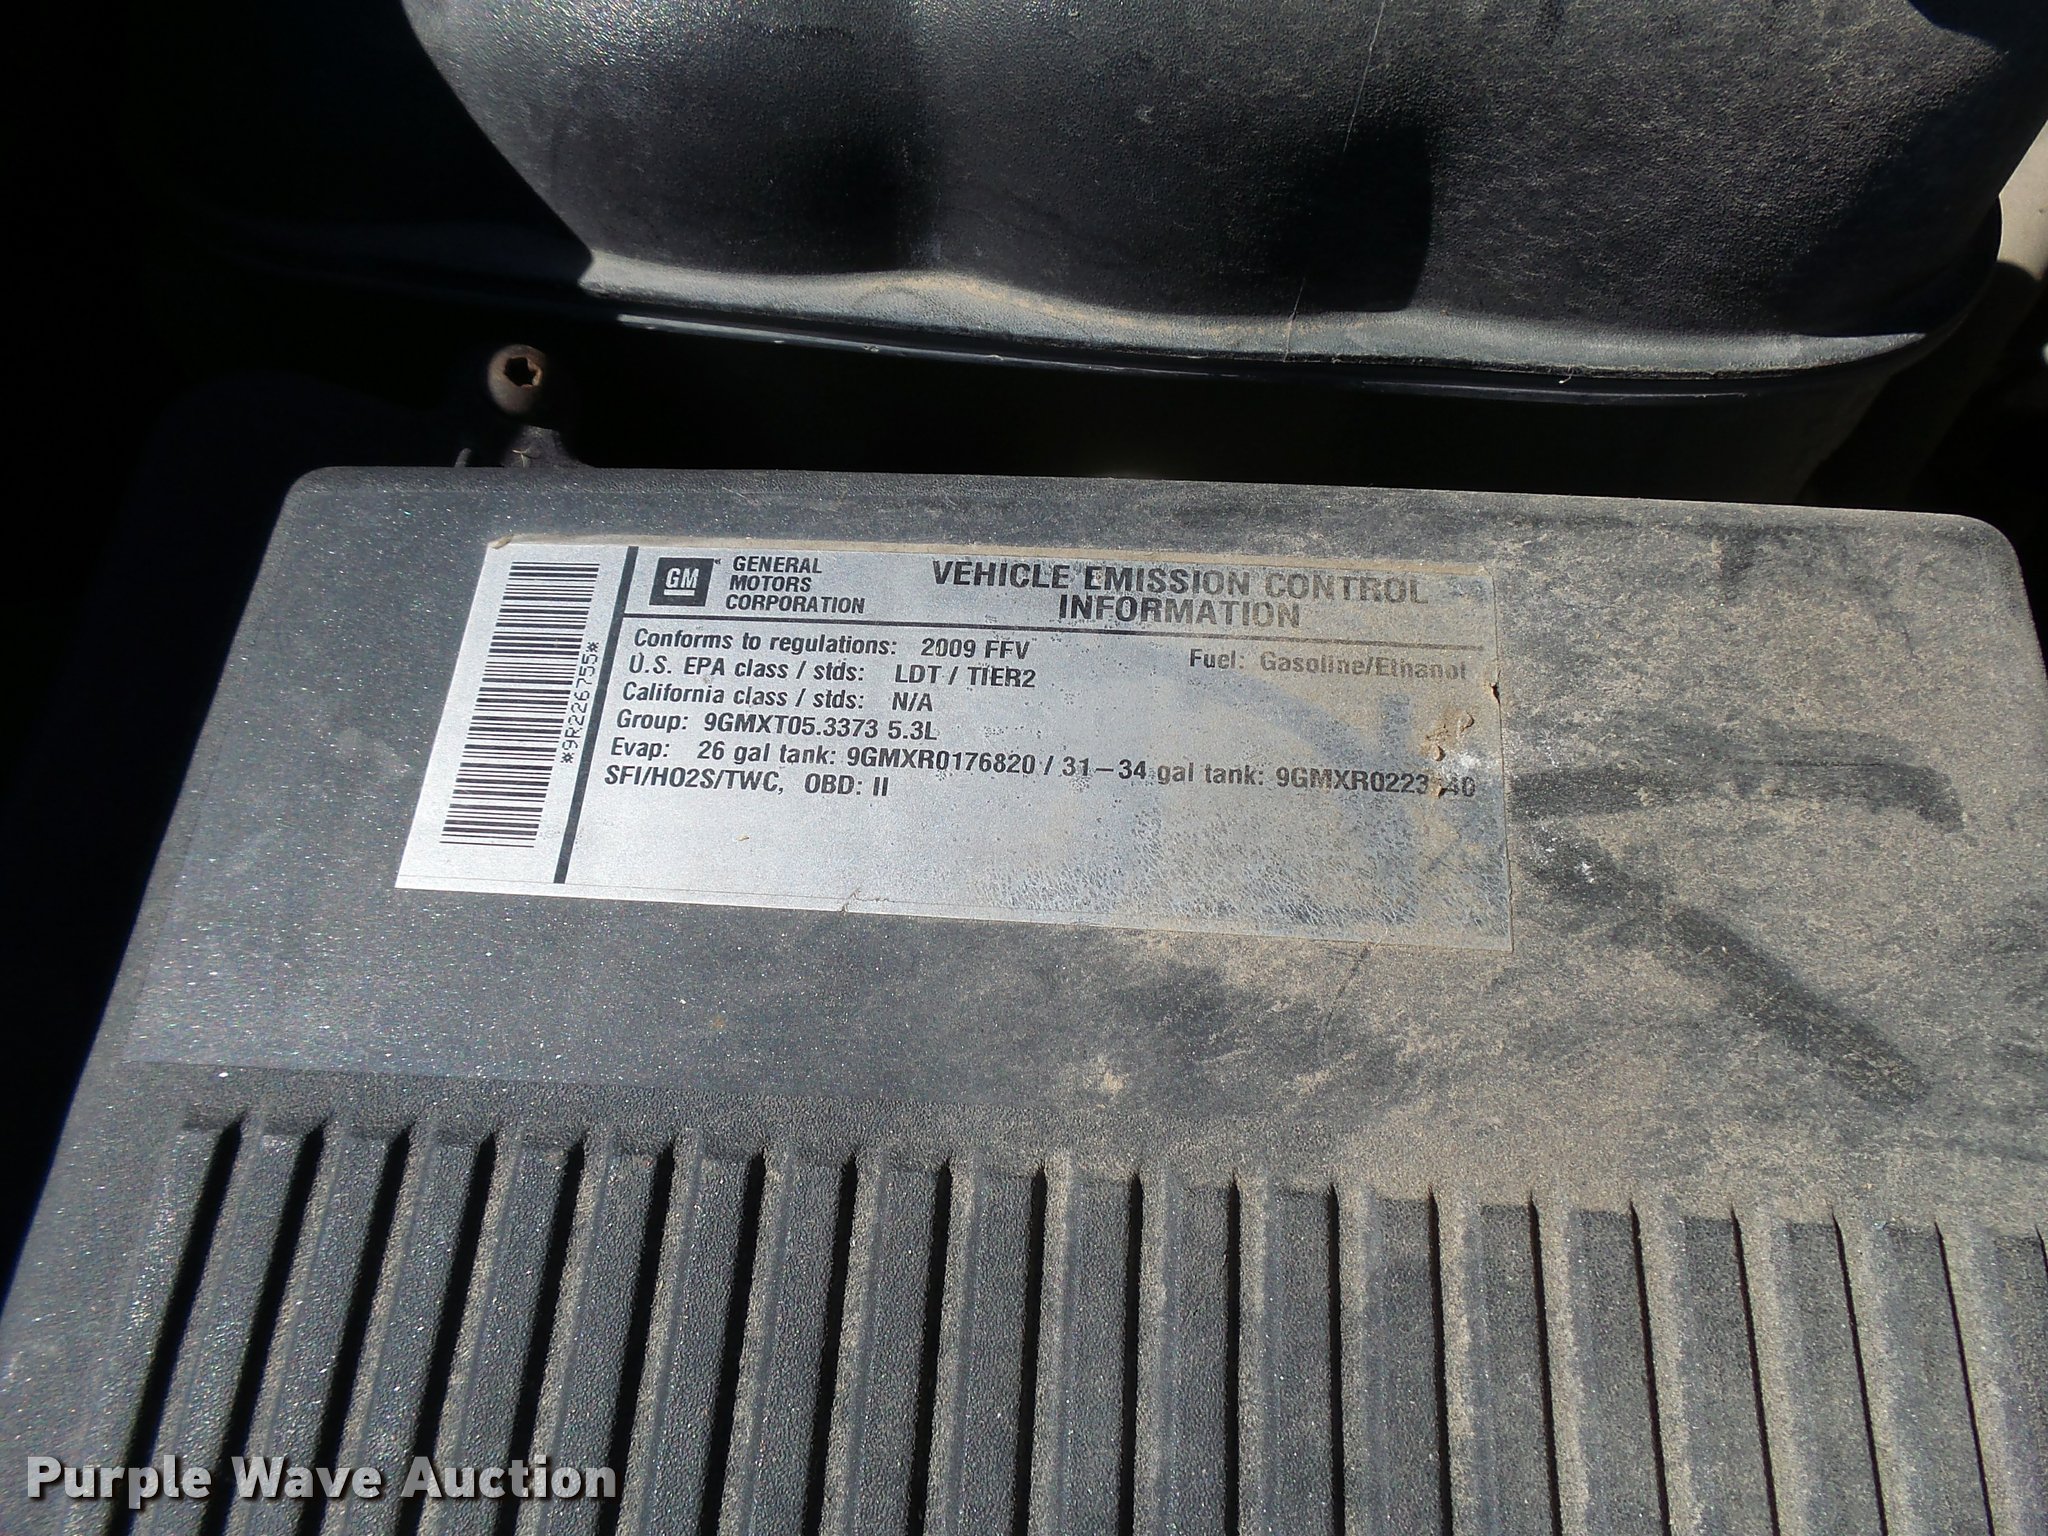 GM GENERAL MOTORS CORPORATION
VEHICLE EMISSION CONTROL
INFORMATION
Conforms to regulations: 2009 FFV
Fuel: Gasoline/Ethanol
U.S. EPA class / stds: LDT / TIER2
California class / stds: N/A
Group: 9GMXT05.3373 5.3L
Evap: 26 gal tank: 9GMXR0176820 / 31-34 gal tank:
SFI/HO2S/TWC, OBD: II
*9R226755*
Purple Wave Auction